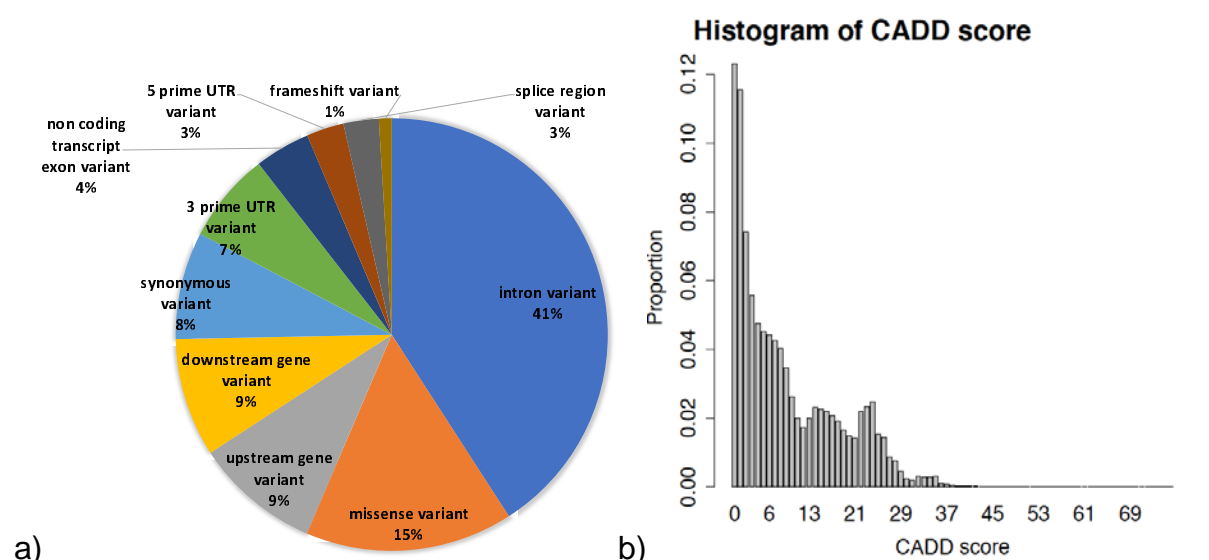 5 prime UTR
variant
3%
frameshift variant
1%
splice region
variant
3%
non coding
transcript
exon variant
4%
3 prime UTR
variant
7%
synonymous
variant
8%
intron variant
41%
downstream gene
variant
9%
upstream gene
variant
9%
missense variant
15%
a)
Histogram of CADD score
Proportion
0.12
0.10
0.08
0.06
0.04
0.02
0.00
0 6 13 21 29 37 45 53 61 69
CADD score
b)